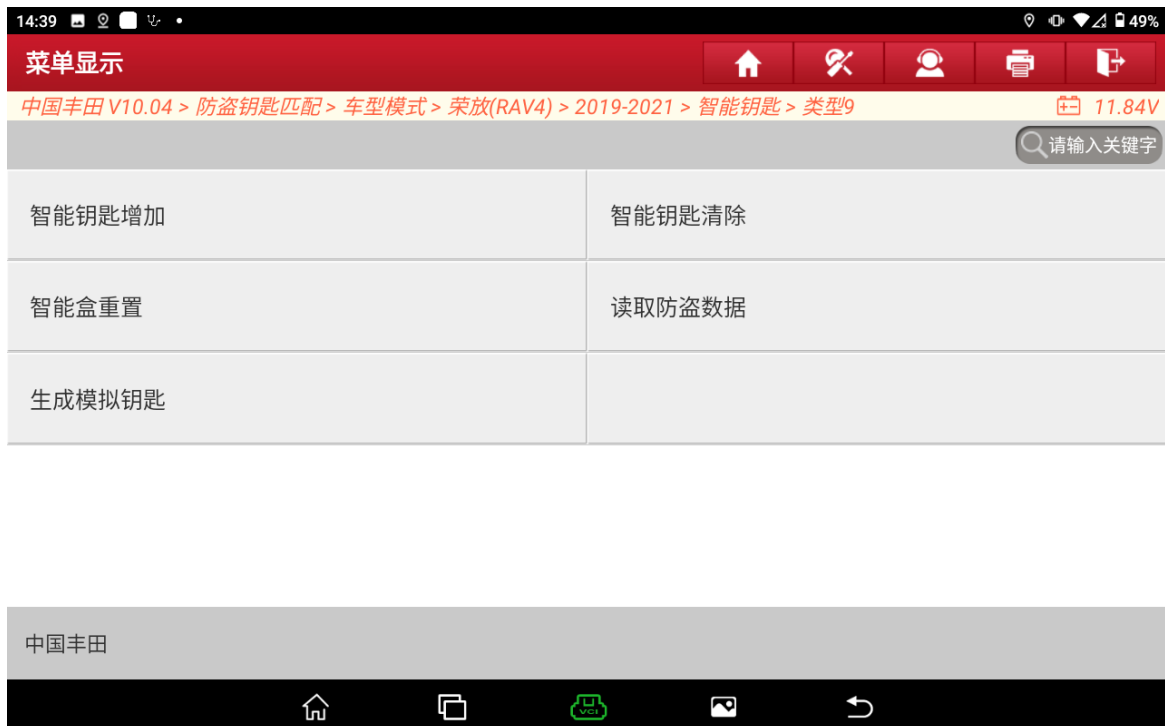 14:39 49%
菜单显示
中国丰田 V10.04 > 防盗钥匙匹配 > 车型模式 > 荣放(RAV4) > 2019-2021 > 智能钥匙 > 类型9 11.84V
请输入关键字
智能钥匙增加 智能钥匙清除
智能盒重置 读取防盗数据
生成模拟钥匙
中国丰田
VCI